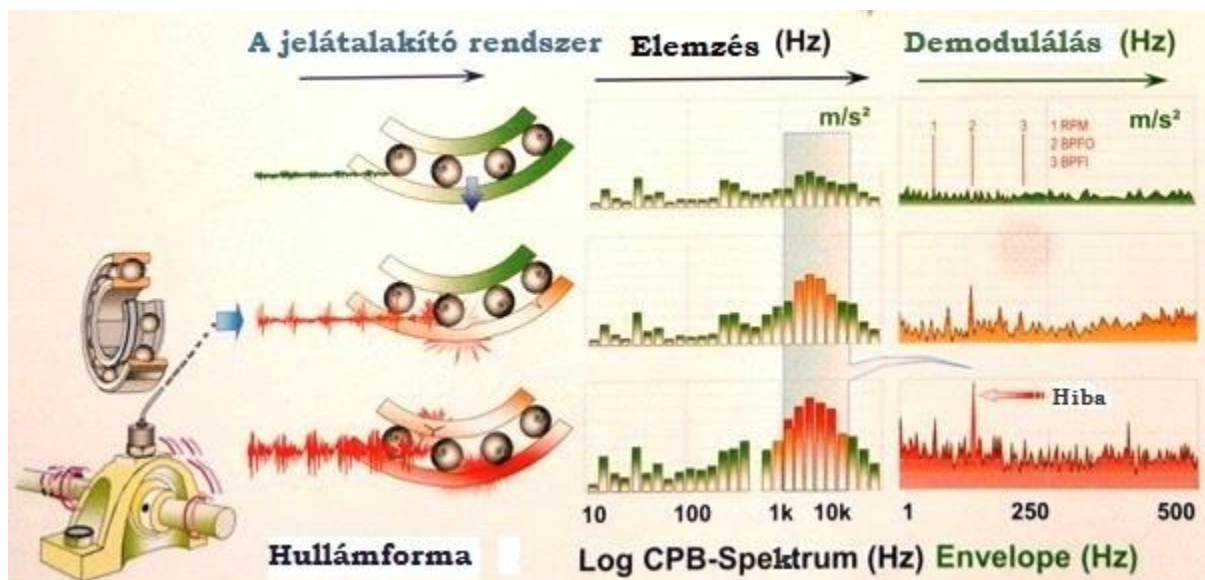 A jelátalakító rendszer
Elemzés (Hz)
Demodulálás (Hz)
m/s²
1 2 3
1 RPM
2 BPFO
3 BPFI
m/s²
Hiba
10 100 1k 10k
1 250 500
Hullámforma
Log CPB-Spektrum (Hz)
Envelope (Hz)